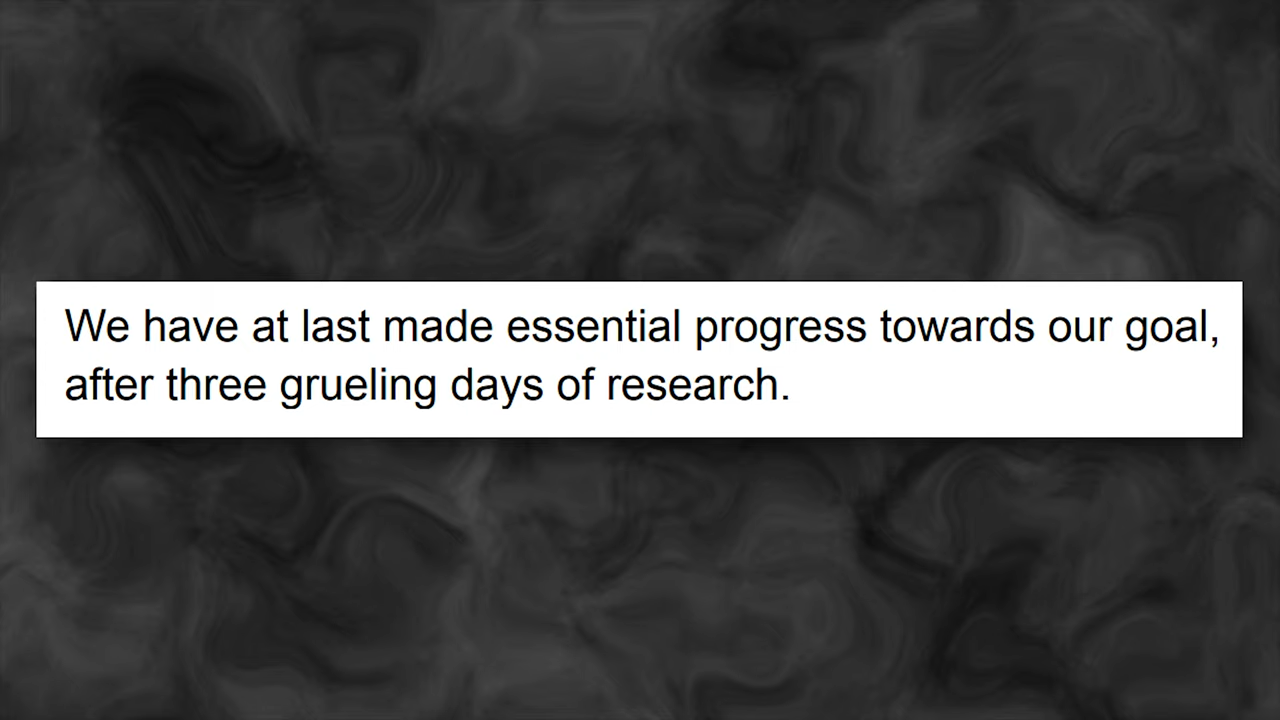 We have at last made essential progress towards our goal,
after three grueling days of research.